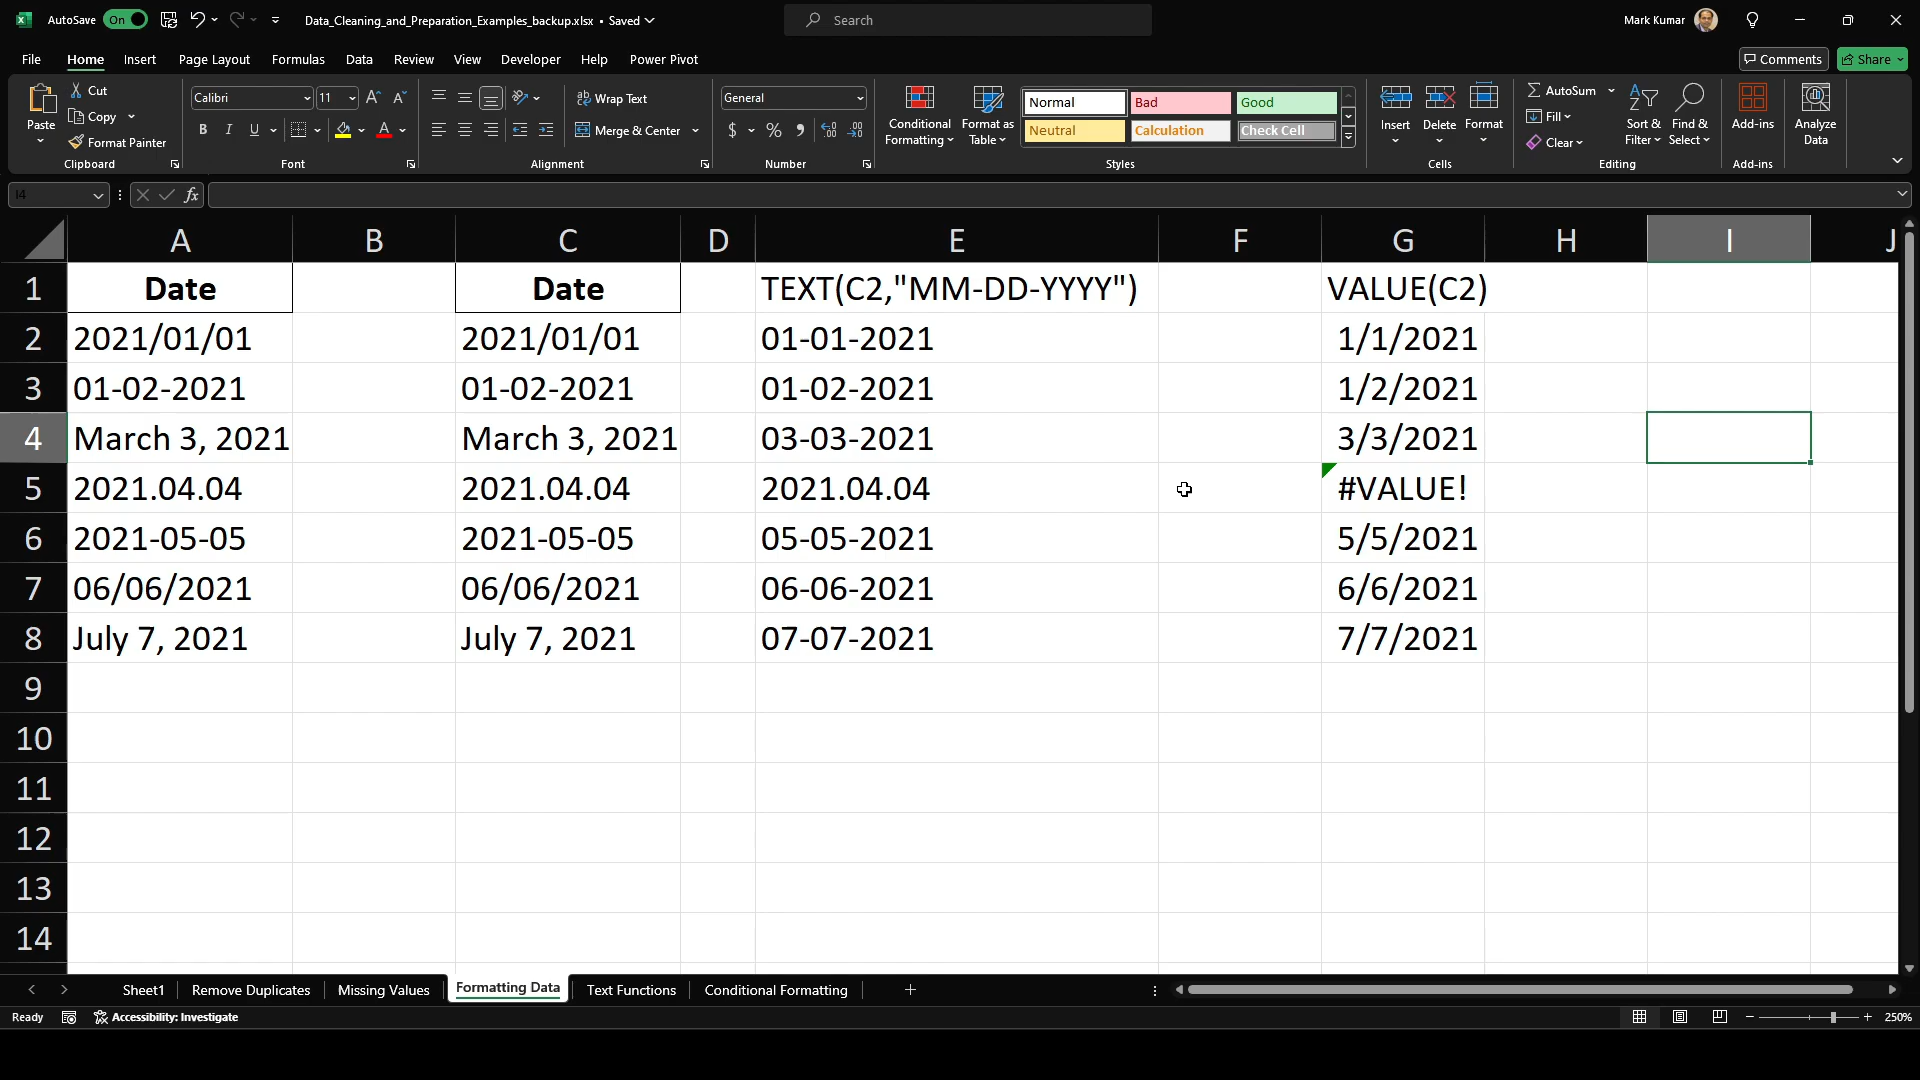 AutoSave On Data_Cleaning_and_Preparation_Examples_backup.xlsx • Saved Search Mark Kumar
File Home Insert Page Layout Formulas Data Review View Developer Help Power Pivot Comments Share
Paste
Cut
Copy
Format Painter
Clipboard
Calibri 11
B I U
Font
Wrap Text
Merge & Center
Alignment
General
$ % ,
Number
Conditional Formatting
Format as Table
Normal Bad Good
Neutral Calculation Check Cell
Styles
Insert Delete Format
Cells
AutoSum
Fill
Clear
Sort & Filter
Find & Select
Editing
Add-ins
Add-ins
Analyze Data
I4 fx
A B C D E F G H I J
1 Date Date TEXT(C2,"MM-DD-YYYY") VALUE(C2)
2 2021/01/01 2021/01/01 01-01-2021 1/1/2021
3 01-02-2021 01-02-2021 01-02-2021 1/2/2021
4 March 3, 2021 March 3, 2021 03-03-2021 3/3/2021
5 2021.04.04 2021.04.04 2021.04.04 #VALUE!
6 2021-05-05 2021-05-05 05-05-2021 5/5/2021
7 06/06/2021 06/06/2021 06-06-2021 6/6/2021
8 July 7, 2021 July 7, 2021 07-07-2021 7/7/2021
9
10
11
12
13
14
Sheet1 Remove Duplicates Missing Values Formatting Data Text Functions Conditional Formatting
Ready Accessibility: Investigate 250%